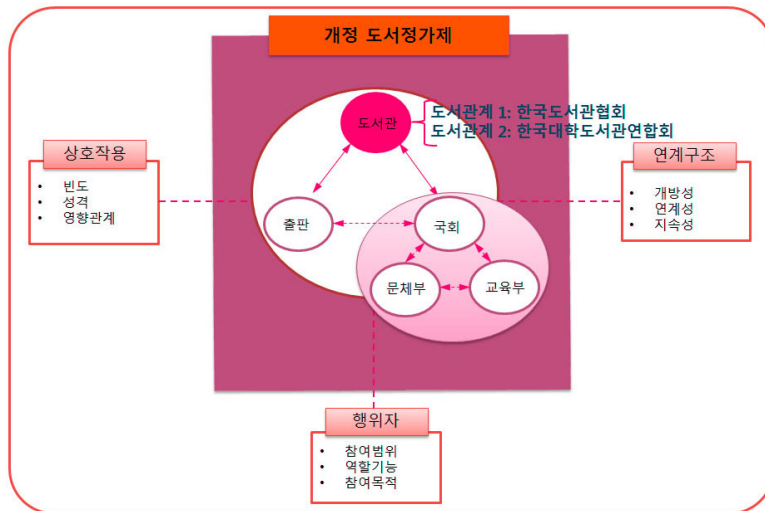 개정 도서정가제
도서관
도서관계 1: 한국도서관협회
도서관계 2: 한국대학도서관연합회
상호작용
• 빈도
• 성격
• 영향관계
연계구조
• 개방성
• 연계성
• 지속성
출판
국회
문체부
교육부
행위자
• 참여범위
• 역할기능
• 참여목적